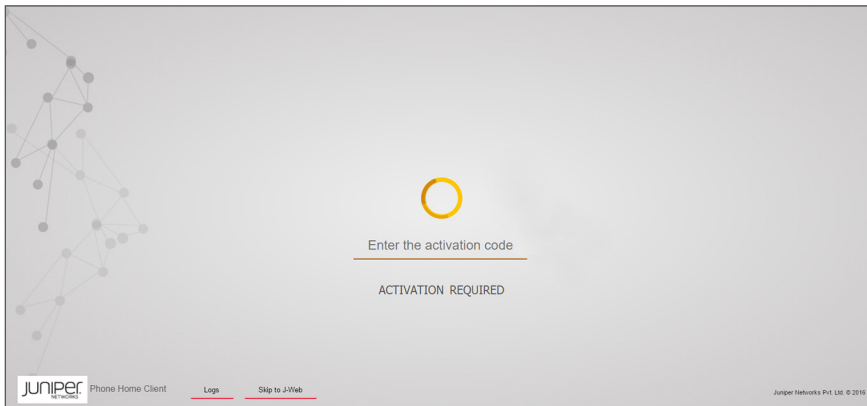 Enter the activation code
ACTIVATION REQUIRED
JUNIPEr
NETWORKS
Phone Home Client
Logs
Skip to J-Web
Juniper Networks Pvt. Ltd. © 2016